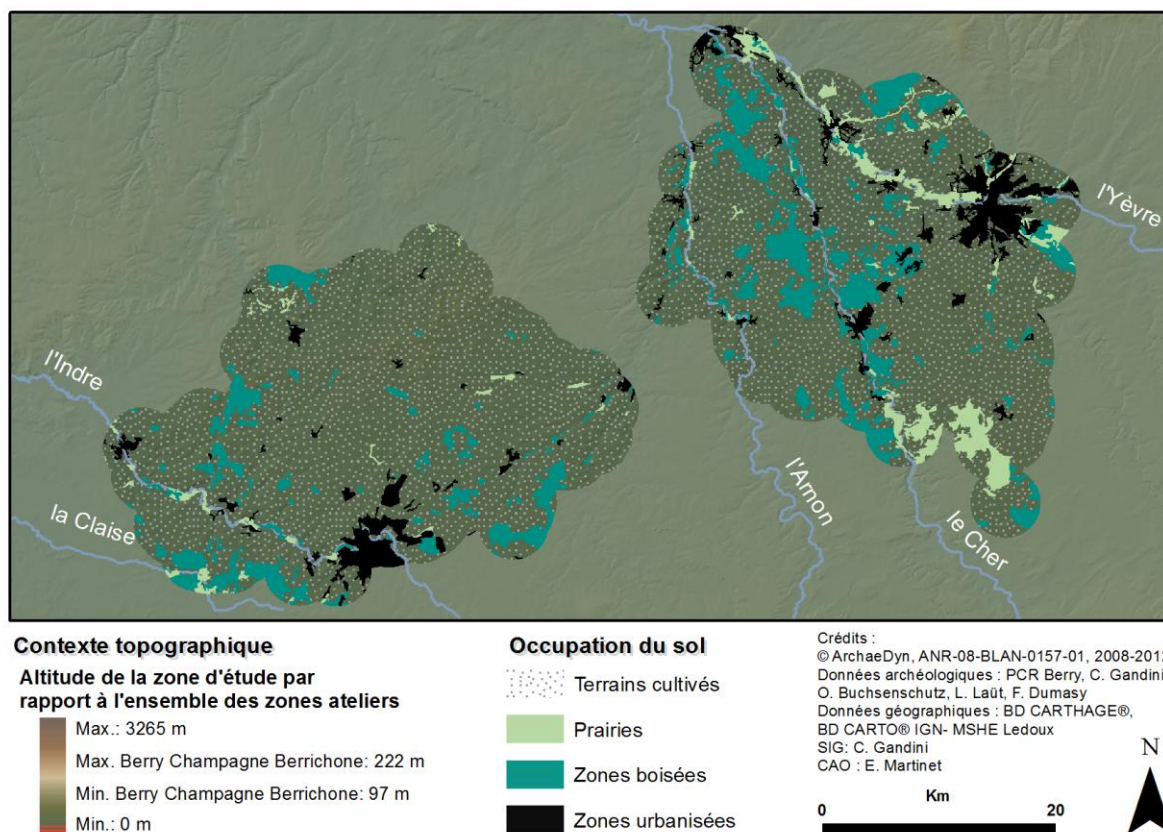 l'Yèvre
l'Indre
la Claise
l'Arnon
le Cher
Contexte topographique
Altitude de la zone d'étude par
rapport à l'ensemble des zones ateliers
Max.: 3265 m
Max. Berry Champagne Berrichone: 222 m
Min. Berry Champagne Berrichone: 97 m
Min.: 0 m
Occupation du sol
Terrains cultivés
Prairies
Zones boisées
Zones urbanisées
Crédits :
© ArchaeDyn, ANR-08-BLAN-0157-01, 2008-201
Données archéologiques : PCR Berry, C. Gandini
O. Buchsenschutz, L. Laüt, F. Dumasy
Données géographiques : BD CARTHAGE®,
BD CARTO® IGN- MSHE Ledoux
SIG: C. Gandini
CAO : E. Martinet
N
Km
0 20